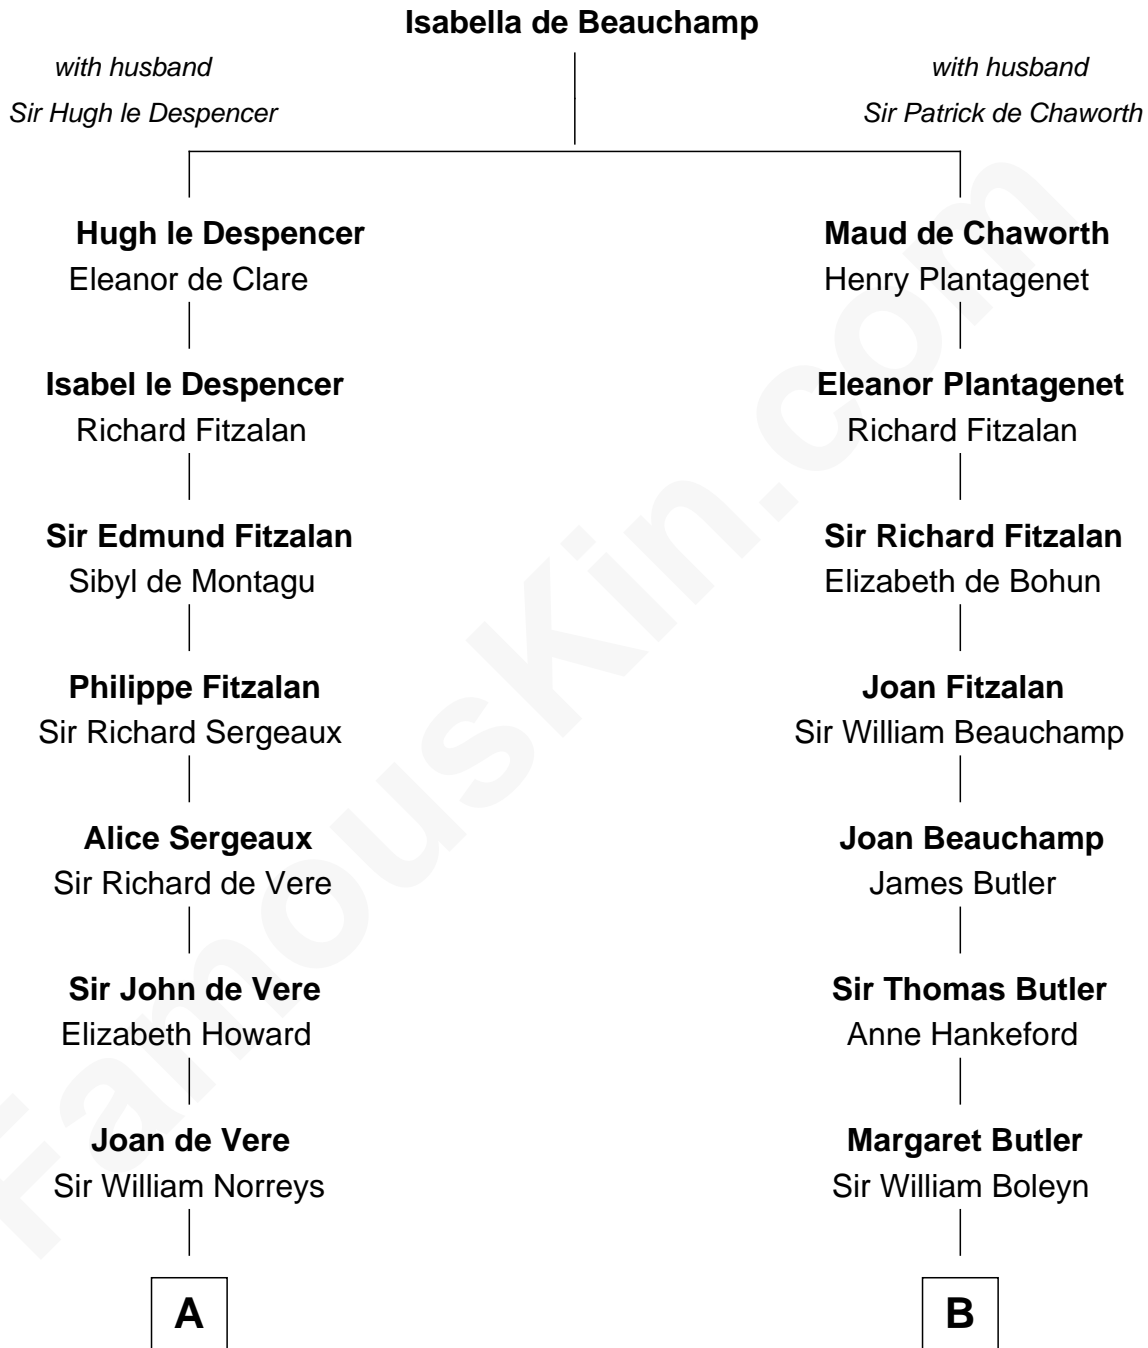 Isabella de Beauchamp
with husband
Sir Hugh le Despencer
with husband
Sir Patrick de Chaworth
Hugh le Despencer
Eleanor de Clare
Maud de Chaworth
Henry Plantagenet
Isabel le Despencer
Richard Fitzalan
Eleanor Plantagenet
Richard Fitzalan
Sir Edmund Fitzalan
Sibyl de Montagu
Sir Richard Fitzalan
Elizabeth de Bohun
Philippe Fitzalan
Sir Richard Sergeaux
Joan Fitzalan
Sir William Beauchamp
Alice Sergeaux
Sir Richard de Vere
Joan Beauchamp
James Butler
Sir John de Vere
Elizabeth Howard
Sir Thomas Butler
Anne Hankeford
Joan de Vere
Sir William Norreys
Margaret Butler
Sir William Boleyn
A
B
FamousKin.com